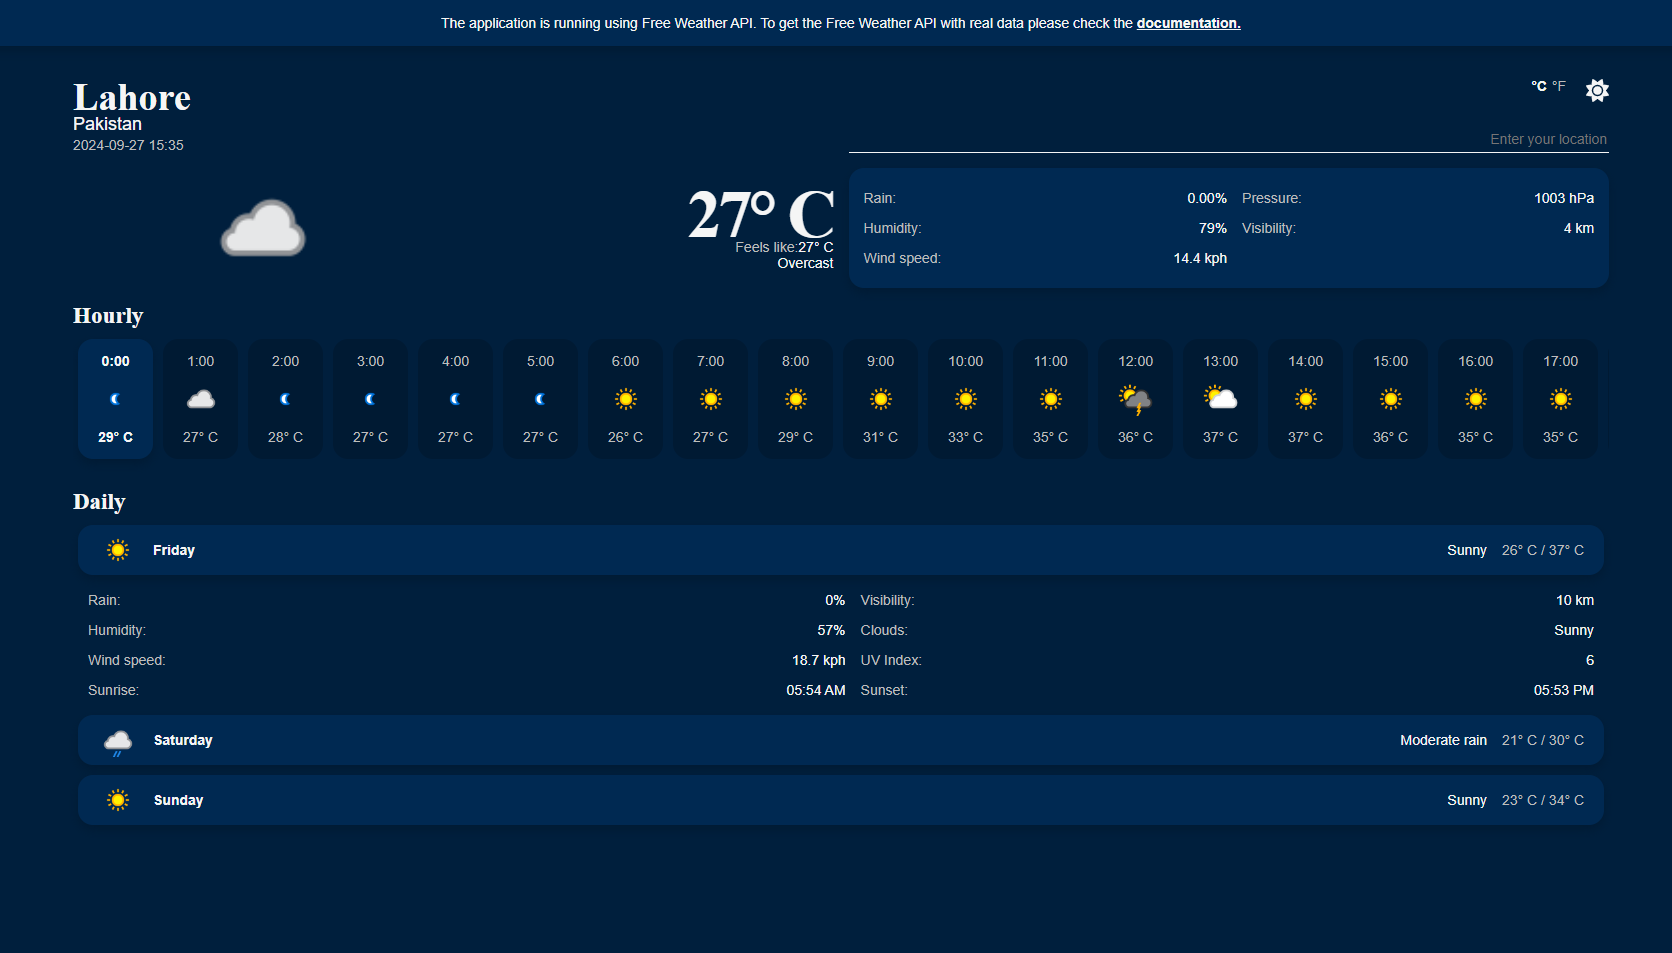 The application is running using Free Weather API. To get the Free Weather API with real data please check the documentation.
Lahore
Pakistan
2024-09-27 15:35
°C °F
Enter your location
27° C
Feels like:27° C
Overcast
Rain: 0.00% Pressure: 1003 hPa
Humidity: 79% Visibility: 4 km
Wind speed: 14.4 kph
Hourly
0:00 1:00 2:00 3:00 4:00 5:00 6:00 7:00 8:00 9:00 10:00 11:00 12:00 13:00 14:00 15:00 16:00 17:00
29° C 27° C 28° C 27° C 27° C 27° C 26° C 27° C 29° C 31° C 33° C 35° C 36° C 37° C 37° C 36° C 35° C 35° C
Daily
Friday Sunny 26° C / 37° C
Rain: 0% Visibility: 10 km
Humidity: 57% Clouds: Sunny
Wind speed: 18.7 kph UV Index: 6
Sunrise: 05:54 AM Sunset: 05:53 PM
Saturday Moderate rain 21° C / 30° C
Sunday Sunny 23° C / 34° C